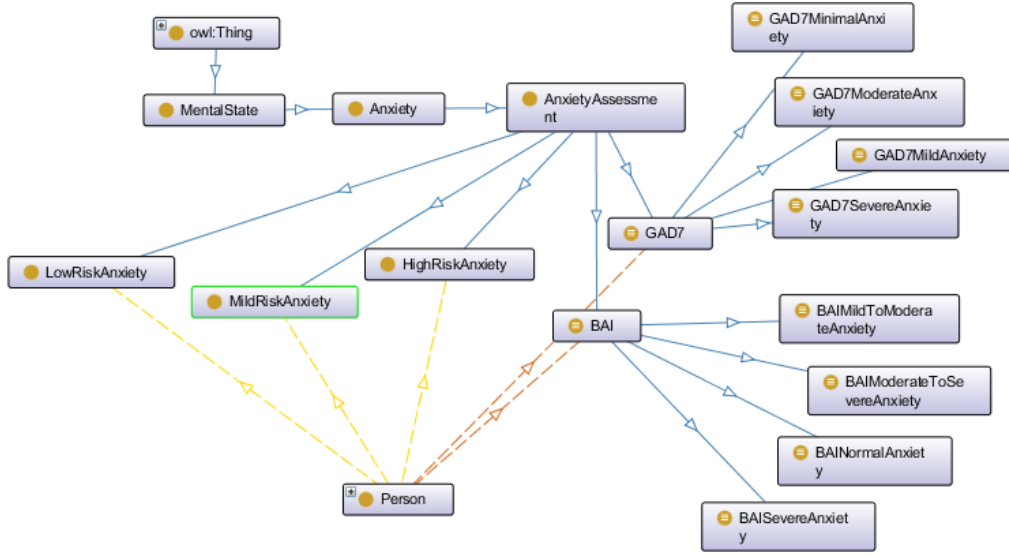 owl:Thing
MentalState
Anxiety
AnxietyAssessme
nt
GAD7MinimalAnxi
ety
GAD7ModerateAnx
iety
GAD7MildAnxiety
GAD7SevereAnxie
ty
GAD7
LowRiskAnxiety
MildRiskAnxiety
HighRiskAnxiety
BAI
BAIMildToModera
teAnxiety
BAIModerateToSe
vereAnxiety
BAINormalAnxiet
y
BAISevereAnxiet
y
Person